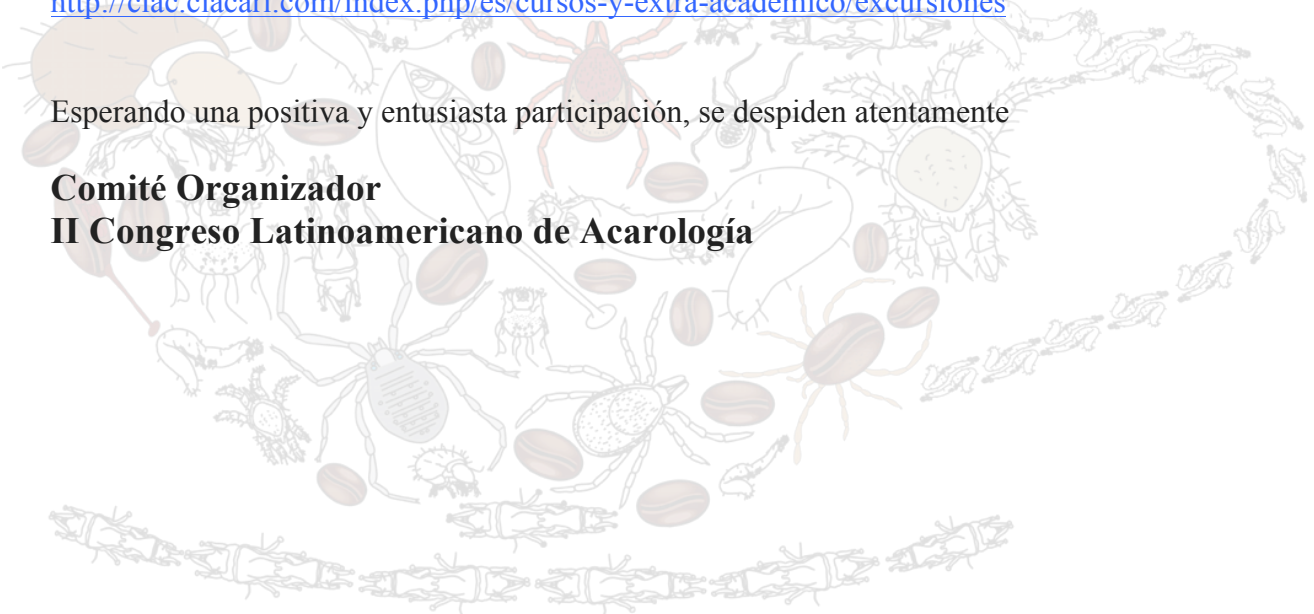 http://clac.clacari.com/index.php/es/cursos-y-extra-academico/excursiones
Esperando una positiva y entusiasta participación, se despiden atentamente
Comité Organizador
II Congreso Latinoamericano de Acarología